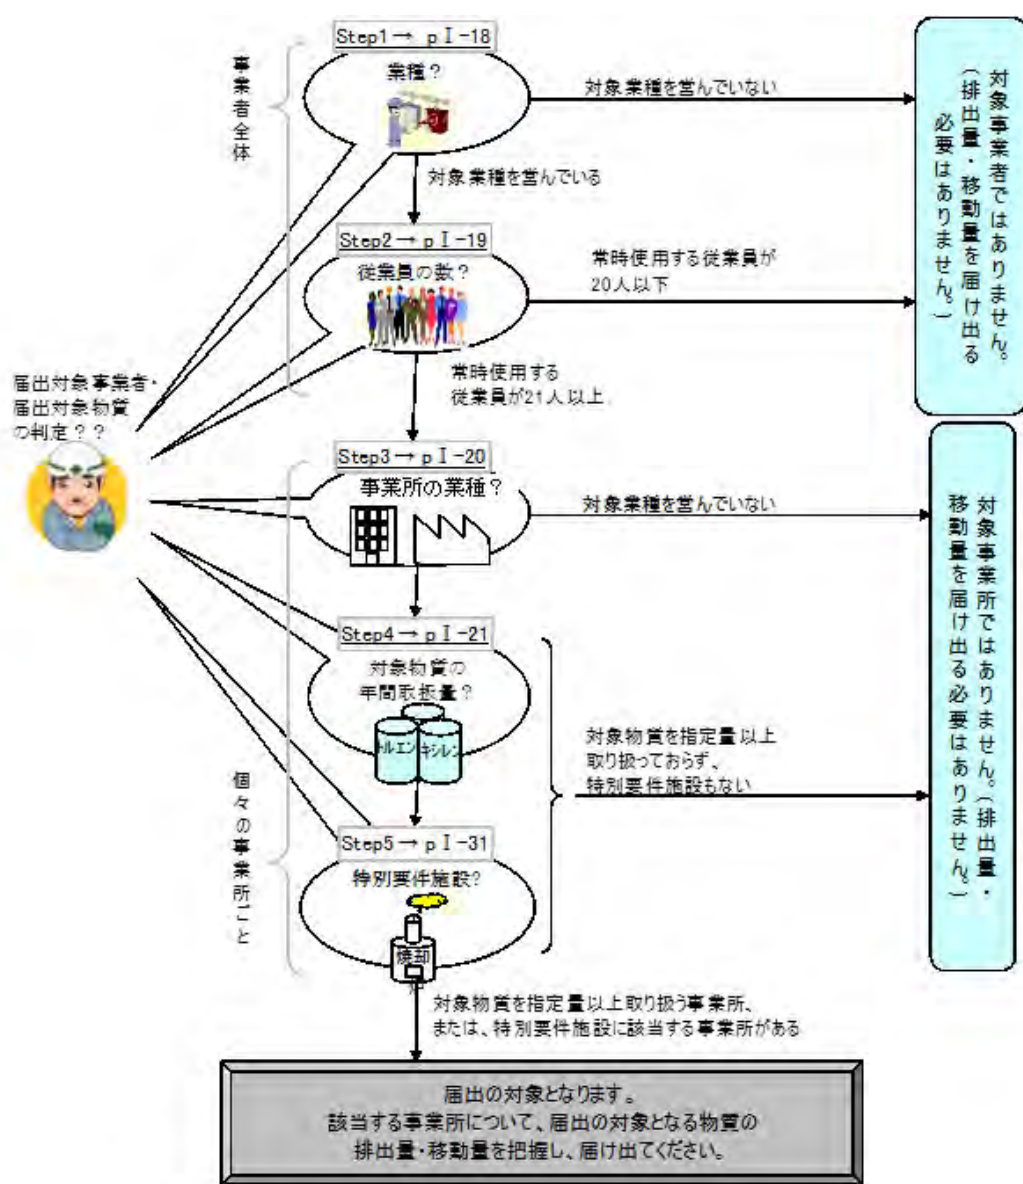 Step1→ pⅠ-18
業種？
事業者全体
対象業種を営んでいない
対象業種を営んでいる
対象事業者ではありません。
(排出量・移動量を届け出る
必要はありません。)
Step2→ pⅠ-19
従業員の数？
常時使用する従業員が
20人以下
常時使用する
従業員が21人以上
届出対象事業者・
届出対象物質
の判定？？
Step3→ pⅠ-20
事業所の業種？
対象業種を営んでいない
対象事業所ではありません。(排出量・
移動量を届け出る必要はありません。)
Step4→ pⅠ-21
対象物質の
年間取扱量？
トルエン
キシレン
対象物質を指定量以上
取り扱っておらず、
特別要件施設もない
個々の事業所ごと
Step5→ pⅠ-31
特別要件施設?
焼却
対象物質を指定量以上取り扱う事業所、
または、特別要件施設に該当する事業所がある
届出の対象となります。
該当する事業所について、届出の対象となる物質の
排出量・移動量を把握し、届け出てください。